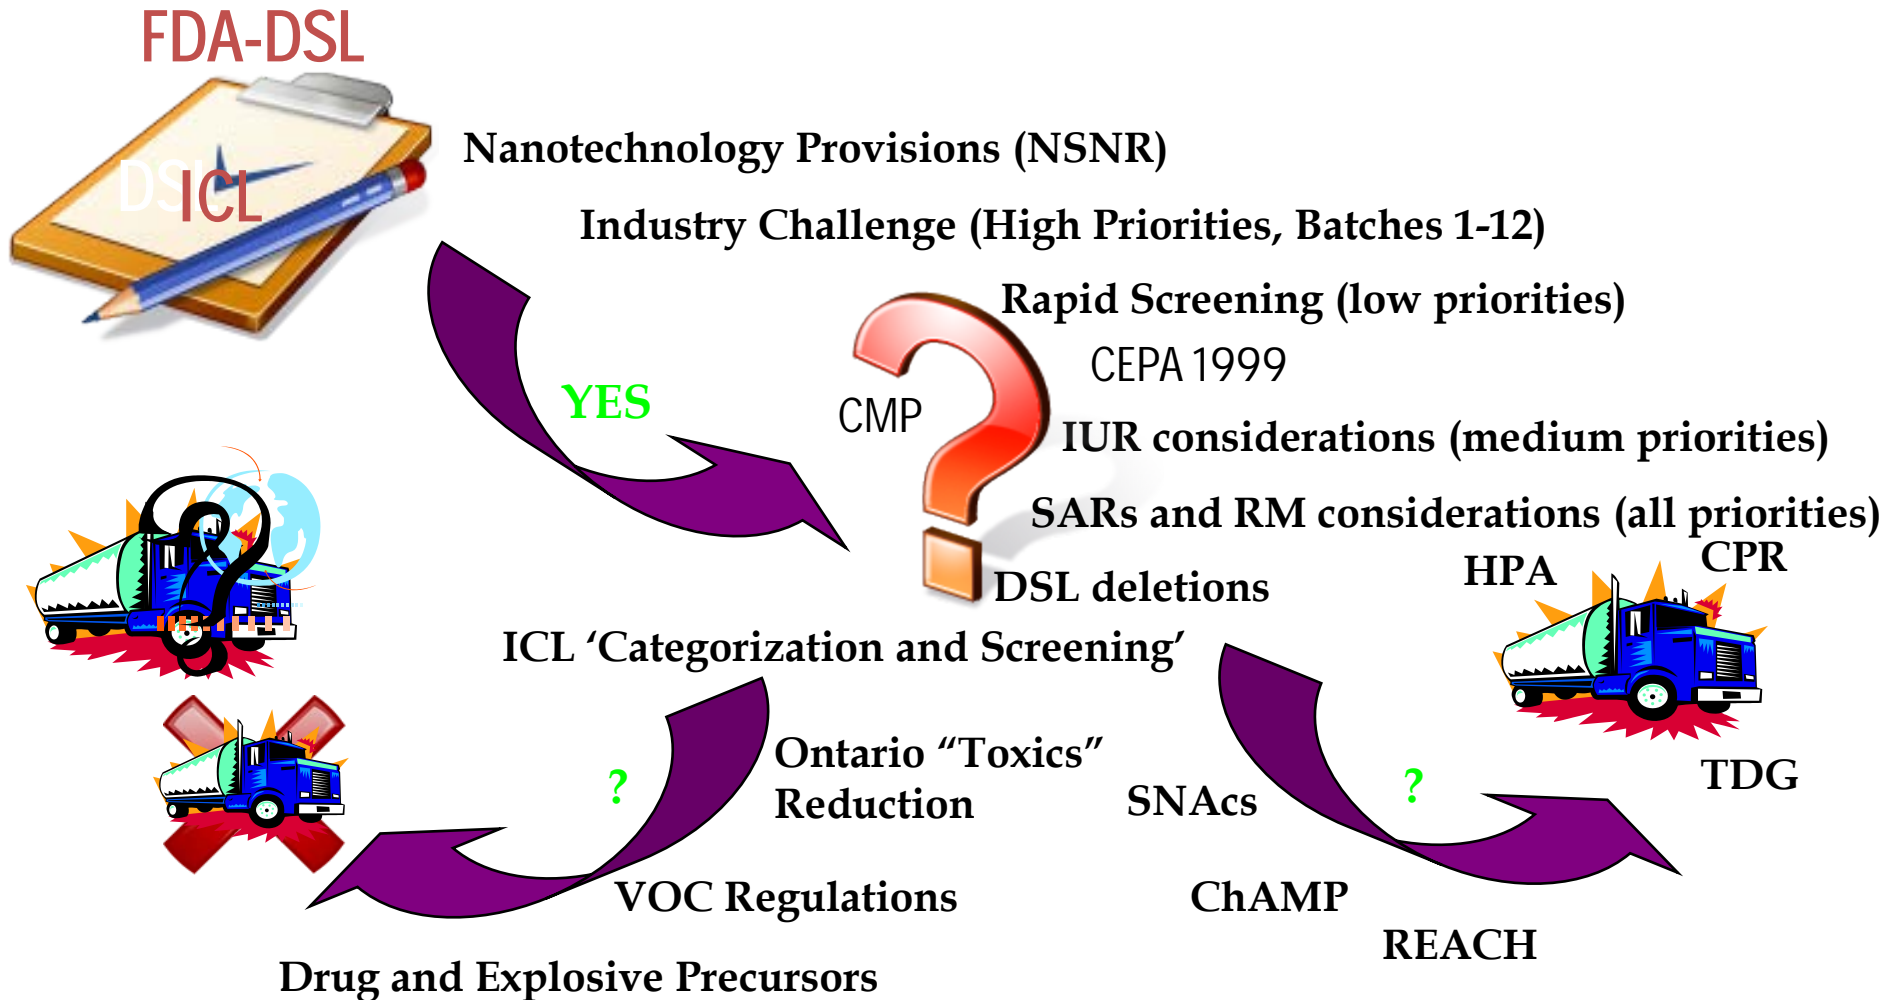 FDA-DSL
DSL
ICL
Nanotechnology Provisions (NSNR)
Industry Challenge (High Priorities, Batches 1-12)
Rapid Screening (low priorities)
CEPA 1999
YES
CMP
IUR considerations (medium priorities)
SARs and RM considerations (all priorities)
HPA
CPR
DSL deletions
ICL ‘Categorization and Screening’
Ontario “Toxics”
Reduction
?
SNAcs
?
TDG
VOC Regulations
ChAMP
REACH
Drug and Explosive Precursors